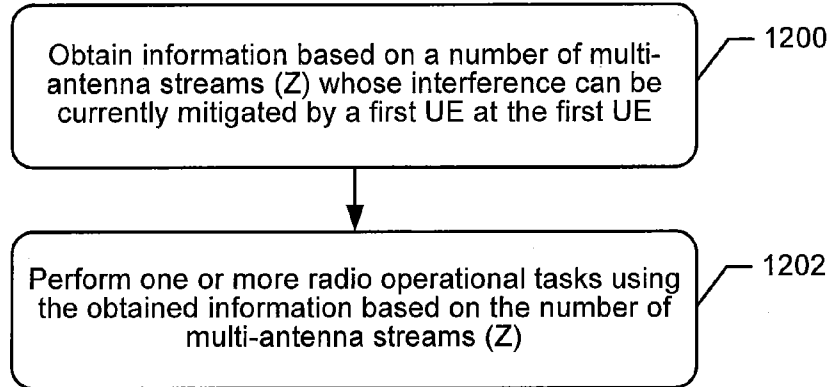 Obtain information based on a number of multi-
antenna streams (Z) whose interference can be
currently mitigated by a first UE at the first UE
1200
Perform one or more radio operational tasks using
the obtained information based on the number of
multi-antenna streams (Z)
1202